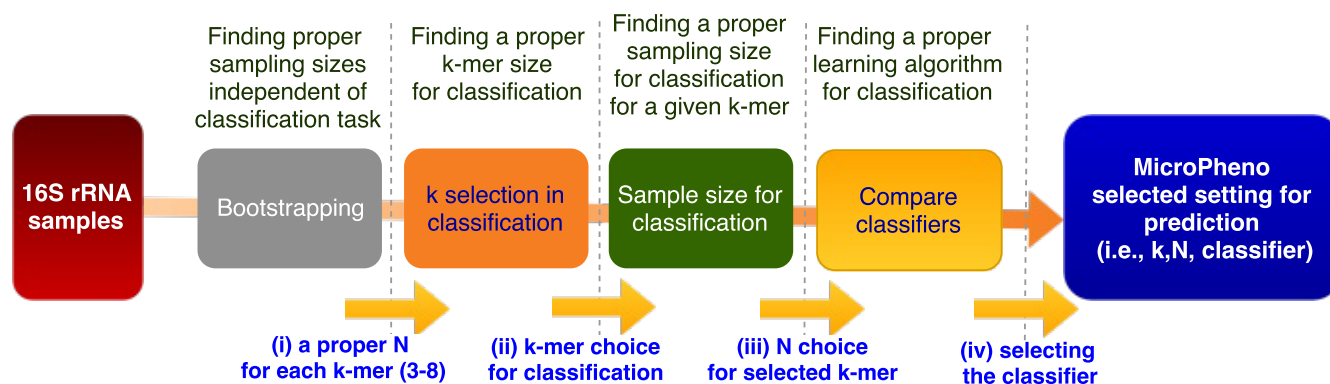 Finding proper
sampling sizes
independent of
classification task
Finding a proper
k-mer size
for classification
Finding a proper
sampling size
for classification
for a given k-mer
Finding a proper
learning algorithm
for classification
16S rRNA
samples
Bootstrapping
k selection in
classification
Sample size for
classification
Compare
classifiers
MicroPheno
selected setting for
prediction
(i.e., k,N, classifier)
(i) a proper N
for each k-mer (3-8)
(ii) k-mer choice
for classification
(iii) N choice
for selected k-mer
(iv) selecting
the classifier